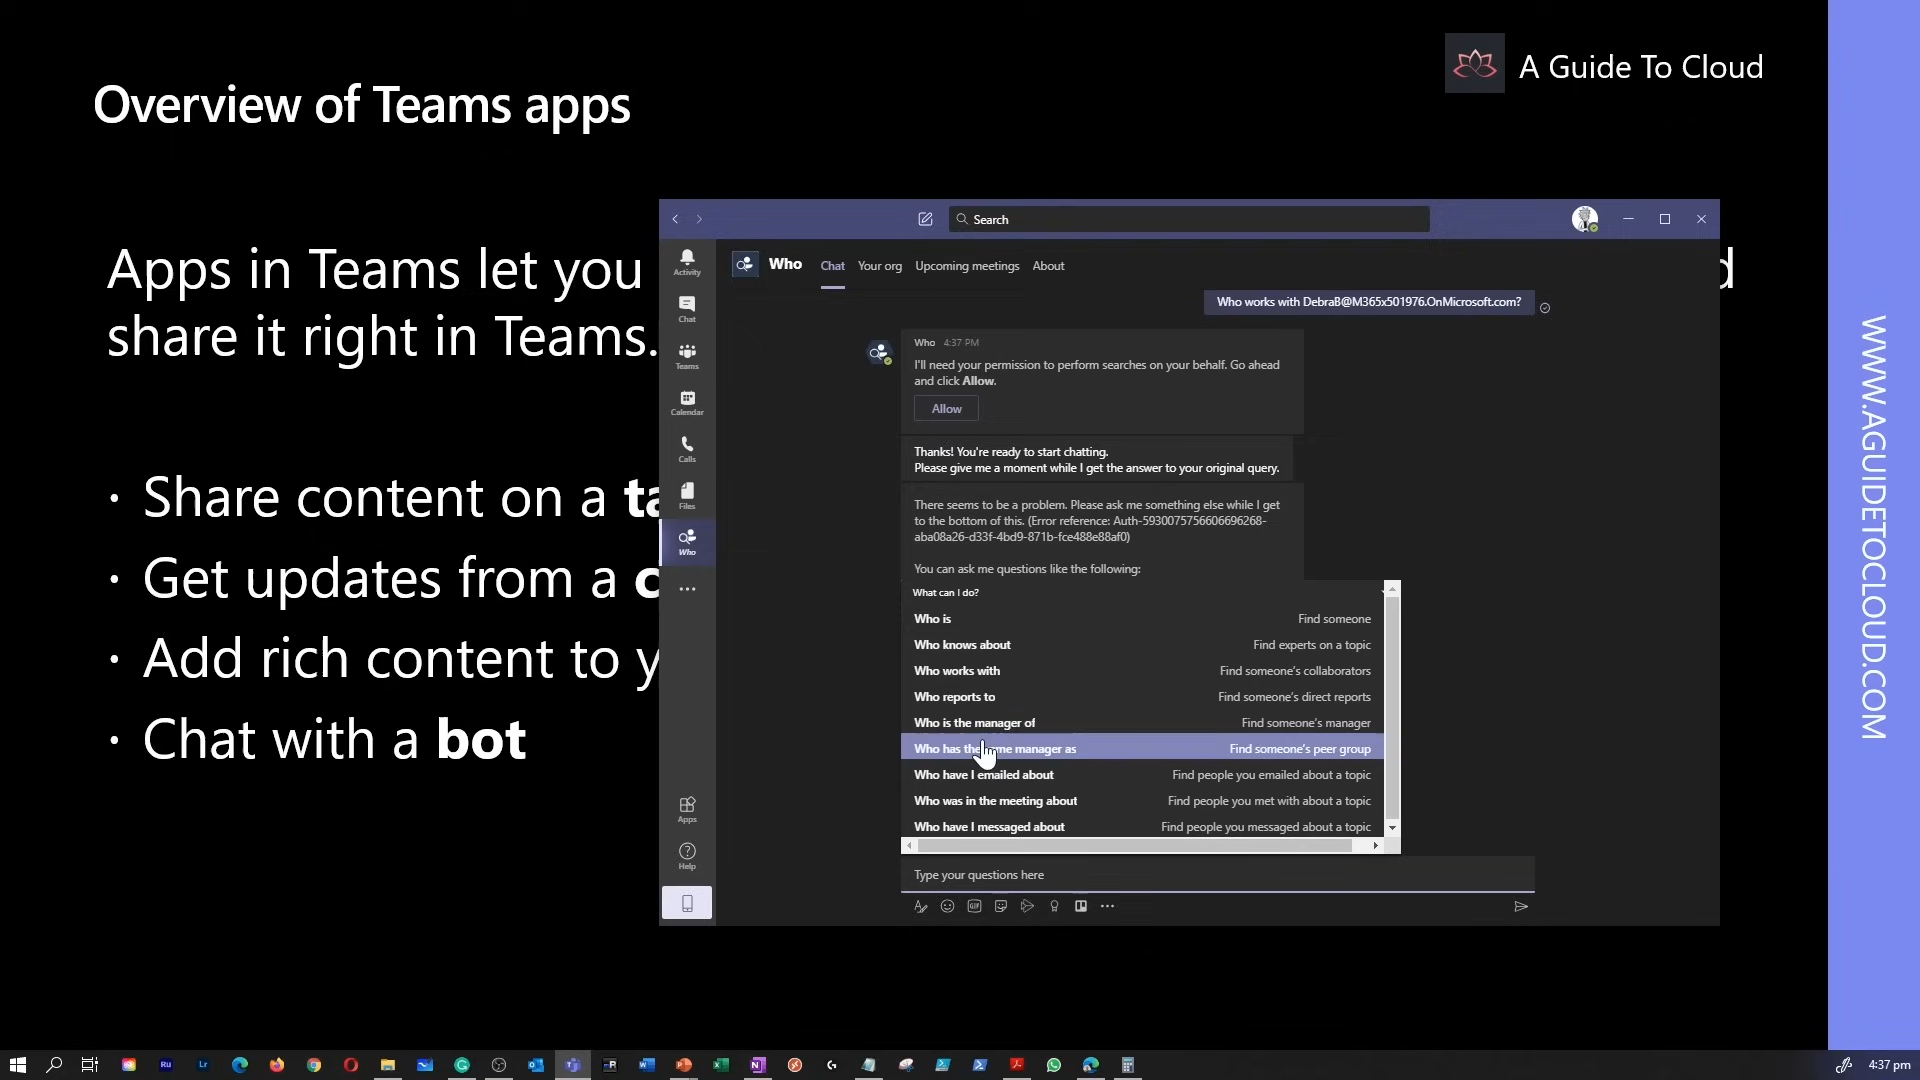 Overview of Teams apps
A Guide To Cloud
Apps in Teams let you
share it right in Teams.
· Share content on a
· Get updates from a
· Add rich content to
· Chat with a bot
WWW.AGUIDETOCLOUD.COM
Search
Activity
Chat
Teams
Calendar
Calls
Files
Who
Apps
Help
Who Chat Your org Upcoming meetings About
Who works with DebraB@M365x501976.OnMicrosoft.com?
Who 4:37 PM
I'll need your permission to perform searches on your behalf. Go ahead
and click Allow.
Allow
Thanks! You're ready to start chatting.
Please give me a moment while I get the answer to your original query.
There seems to be a problem. Please ask me something else while I get
to the bottom of this. (Error reference: Auth-5930075756606696268-
aba08a26-d33f-4bd9-871b-fce488e88af0)
You can ask me questions like the following:
What can I do?
Who is Find someone
Who knows about Find experts on a topic
Who works with Find someone's collaborators
Who reports to Find someone's direct reports
Who is the manager of Find someone's manager
Who has the manager as Find someone's peer group
Who have I emailed about Find people you emailed about a topic
Who was in the meeting about Find people you met with about a topic
Who have I messaged about Find people you messaged about a topic
Type your questions here
GIF
Ru
Lr
4:37 pm